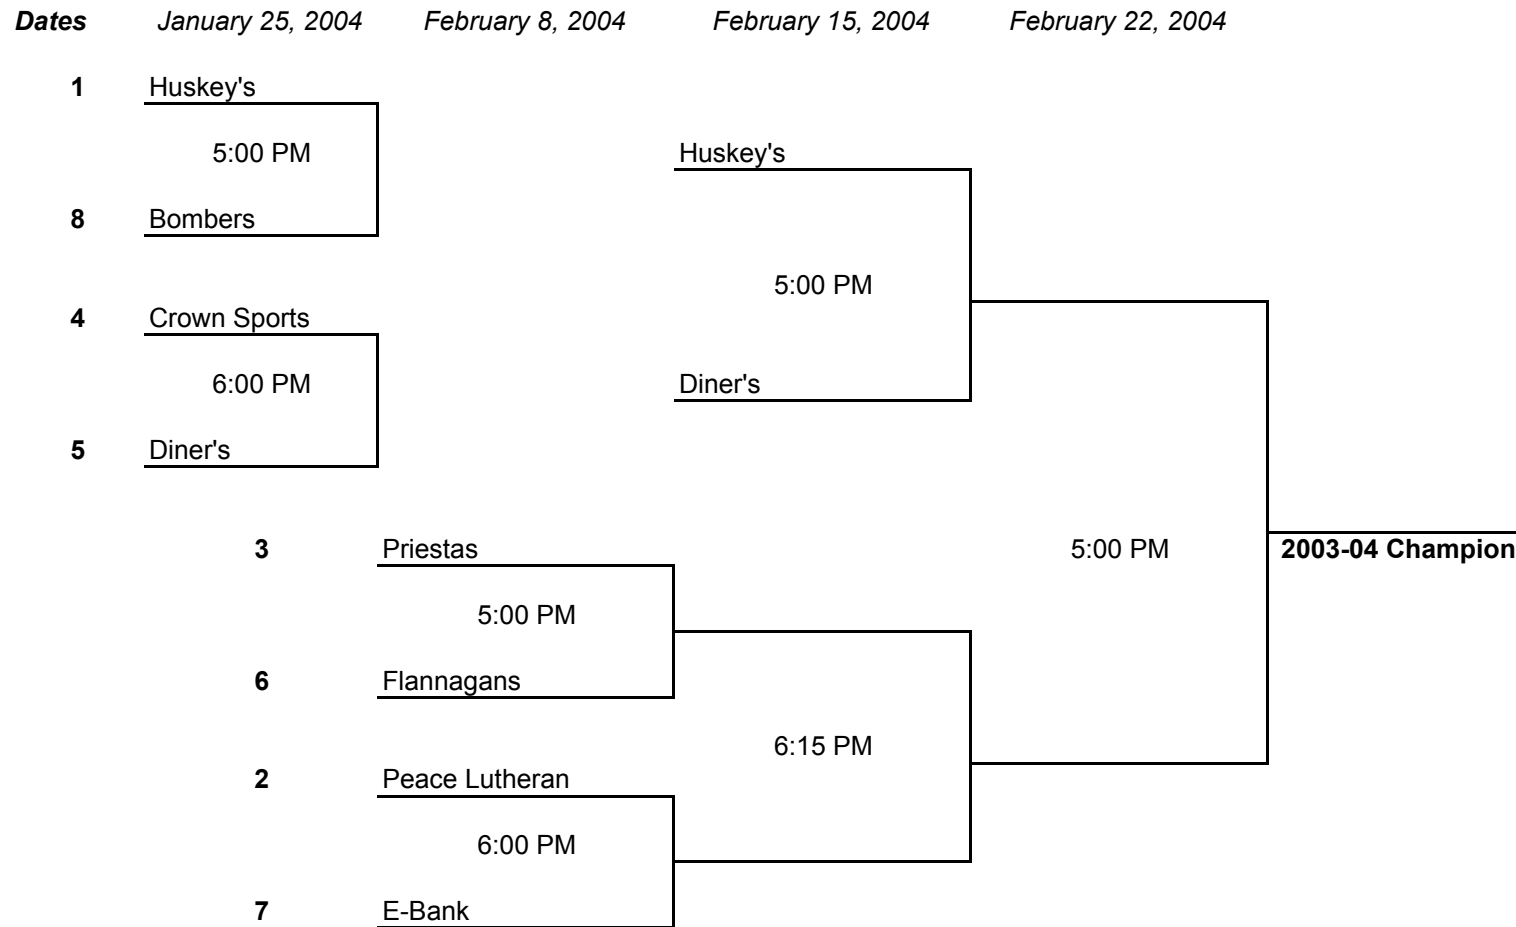 Dates January 25, 2004 February 8, 2004 February 15, 2004 February 22, 2004
1 Huskey's
5:00 PM Huskey's
8 Bombers
5:00 PM
4 Crown Sports
6:00 PM Diner's
5 Diner's
3 Priestas 5:00 PM 2003-04 Champion
5:00 PM
6 Flannagans
6:15 PM
2 Peace Lutheran
6:00 PM
7 E-Bank